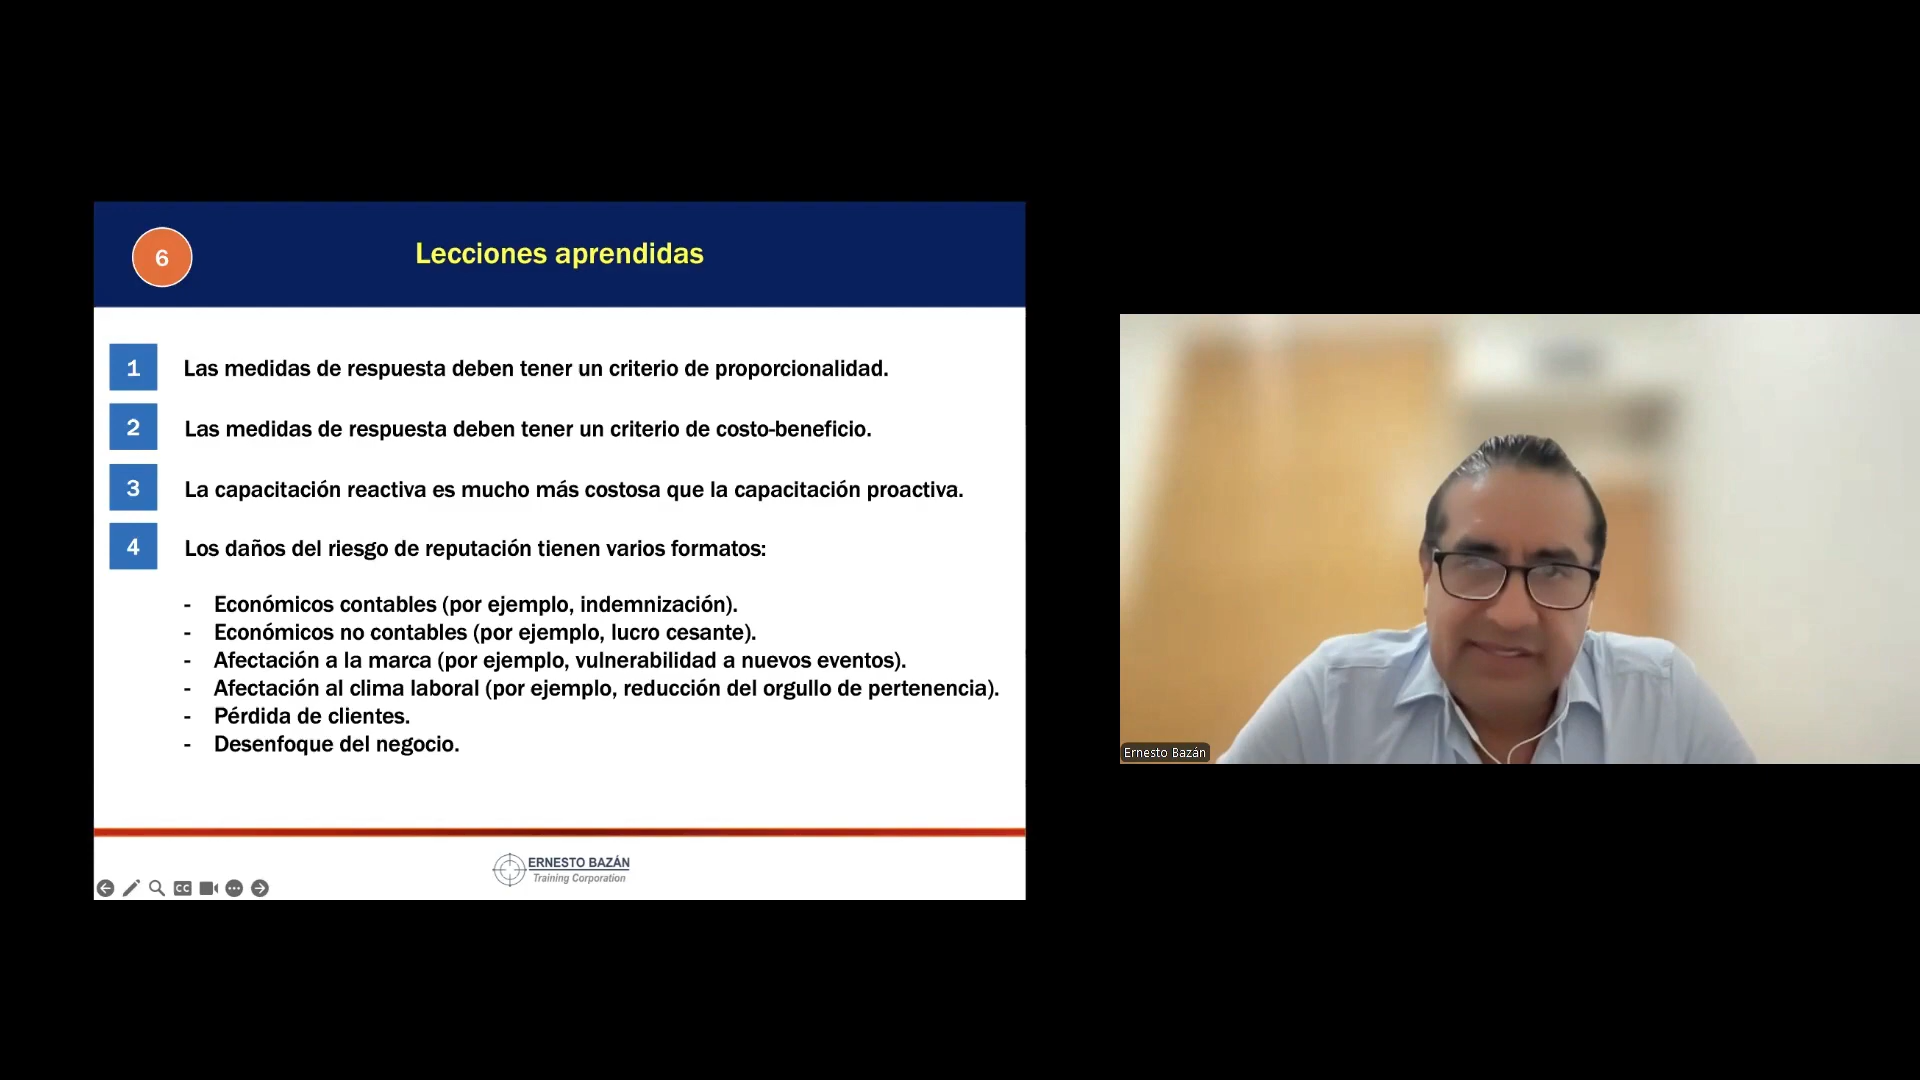 6
Lecciones aprendidas
1 Las medidas de respuesta deben tener un criterio de proporcionalidad.
2 Las medidas de respuesta deben tener un criterio de costo-beneficio.
3 La capacitación reactiva es mucho más costosa que la capacitación proactiva.
4 Los daños del riesgo de reputación tienen varios formatos:
- Económicos contables (por ejemplo, indemnización).
- Económicos no contables (por ejemplo, lucro cesante).
- Afectación a la marca (por ejemplo, vulnerabilidad a nuevos eventos).
- Afectación al clima laboral (por ejemplo, reducción del orgullo de pertenencia).
- Pérdida de clientes.
- Desenfoque del negocio.
ERNESTO BAZÁN
Training Corporation
CC
Ernesto Bazán